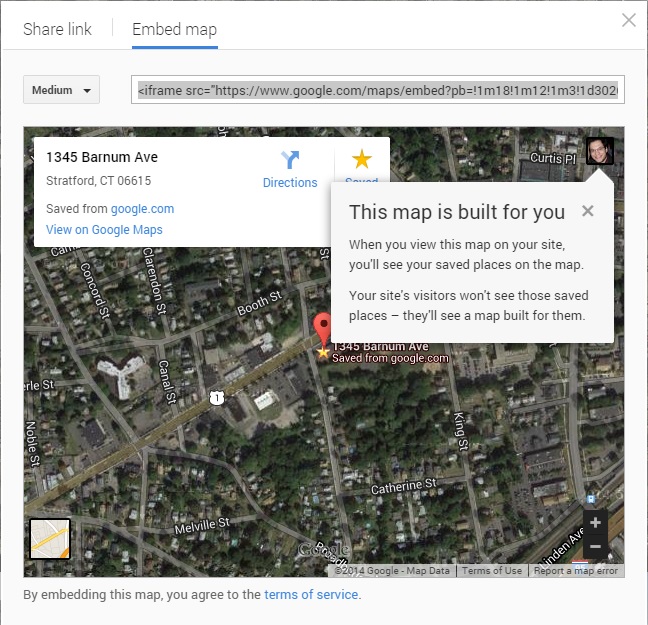 Share link
Embed map
Medium
<iframe src="https://www.google.com/maps/embed?pb=!1m18!1m12!1m3!1d302
1345 Barnum Ave
Stratford, CT 06615
Saved from google.com
View on Google Maps
Directions
Saved
Curtis Pl
This map is built for you
When you view this map on your site,
you'll see your saved places on the map.
Your site's visitors won't see those saved
places – they'll see a map built for them.
Concord St
Clarendon St
Booth St
St
1345 Barnum Ave
Saved from google.com
erle St
Canal St
1
Noble St
King St
Catherine St
Melville St
Linden Ave
Google
©2014 Google - Map Data
Terms of Use
Report a map error
By embedding this map, you agree to the terms of service.